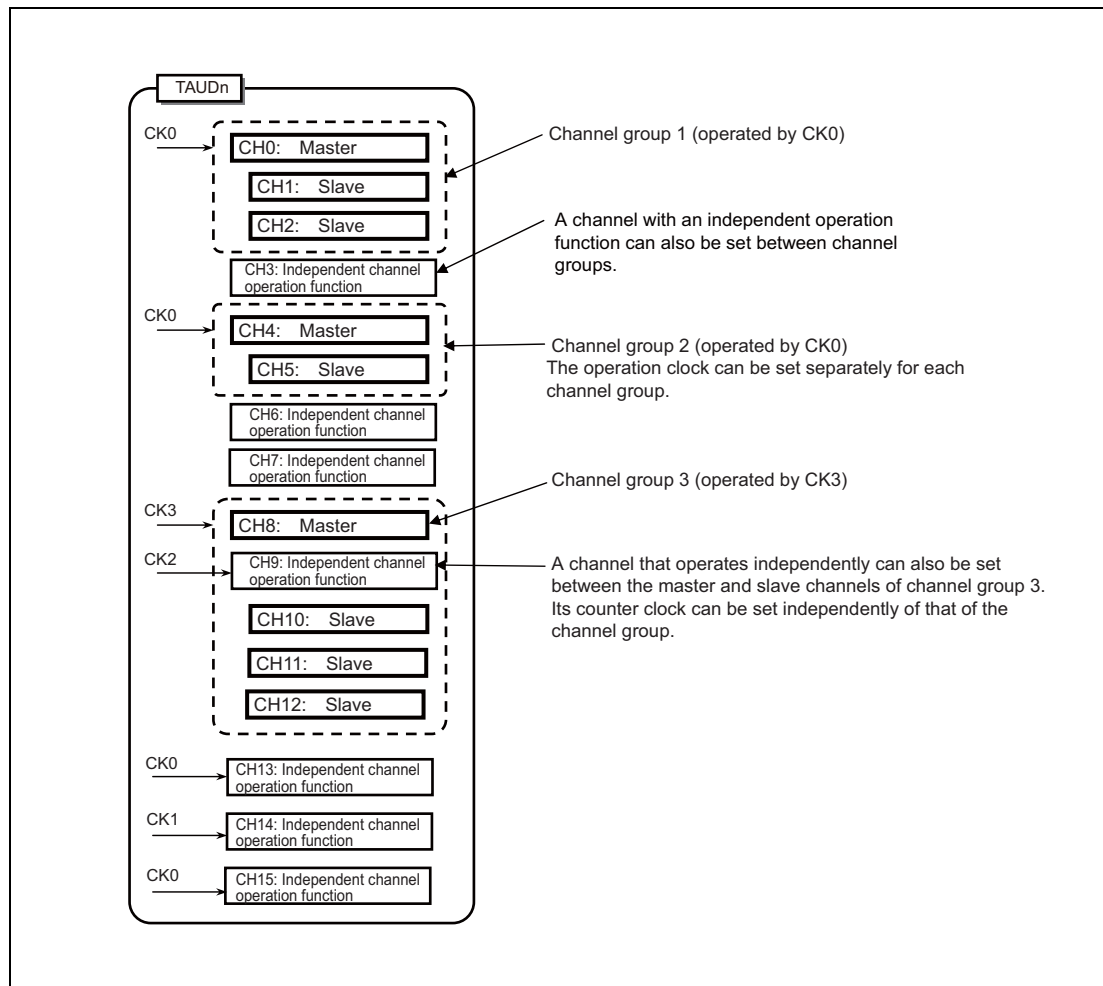 TAUDn
CK0
CH0: Master
Channel group 1 (operated by CK0)
CH1: Slave
CH2: Slave
A channel with an independent operation
function can also be set between channel
groups.
CH3: Independent channel
operation function
CK0
CH4: Master
CH5: Slave
Channel group 2 (operated by CK0)
The operation clock can be set separately for each
channel group.
CH6: Independent channel
operation function
CH7: Independent channel
operation function
Channel group 3 (operated by CK3)
CK3
CH8: Master
CK2
CH9: Independent channel
operation function
A channel that operates independently can also be set
between the master and slave channels of channel group 3.
Its counter clock can be set independently of that of the
channel group.
CH10: Slave
CH11: Slave
CH12: Slave
CK0
CH13: Independent channel
operation function
CK1
CH14: Independent channel
operation function
CK0
CH15: Independent channel
operation function